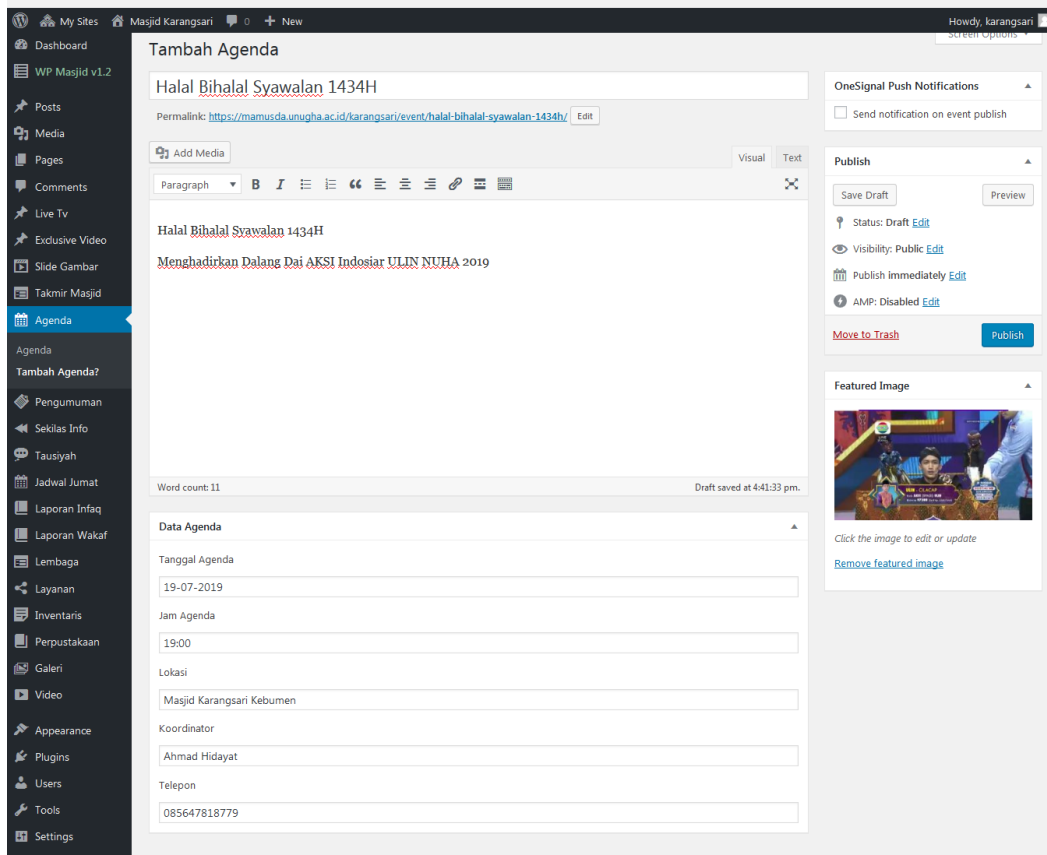 My Sites Masjid Karangsari 0 + New Howdy, karangsari
Screen Options
Dashboard
WP Masjid v1.2
Posts
Media
Pages
Comments
Live Tv
Exclusive Video
Slide Gambar
Takmir Masjid
Agenda
Agenda
Tambah Agenda?
Pengumuman
Sekilas Info
Tausiyah
Jadwal Jumat
Laporan Infaq
Laporan Wakaf
Lembaga
Layanan
Inventaris
Perpustakaan
Galeri
Video
Appearance
Plugins
Users
Tools
Settings
Tambah Agenda
Halal Bihalal Syawalan 1434H
Permalink: https://mamusda.unugha.ac.id/karangsari/event/halal-bihalal-syawalan-1434h/ Edit
Add Media
Visual Text
Paragraph B I
Halal Bihalal Syawalan 1434H
Menghadirkan Dalang Dai AKSI Indosiar ULIN NUHA 2019
Word count: 11 Draft saved at 4:41:33 pm.
Data Agenda
Tanggal Agenda
19-07-2019
Jam Agenda
19:00
Lokasi
Masjid Karangsari Kebumen
Koordinator
Ahmad Hidayat
Telepon
085647818779
OneSignal Push Notifications
Send notification on event publish
Publish
Save Draft Preview
Status: Draft Edit
Visibility: Public Edit
Publish immediately Edit
AMP: Disabled Edit
Move to Trash Publish
Featured Image
Click the image to edit or update
Remove featured image